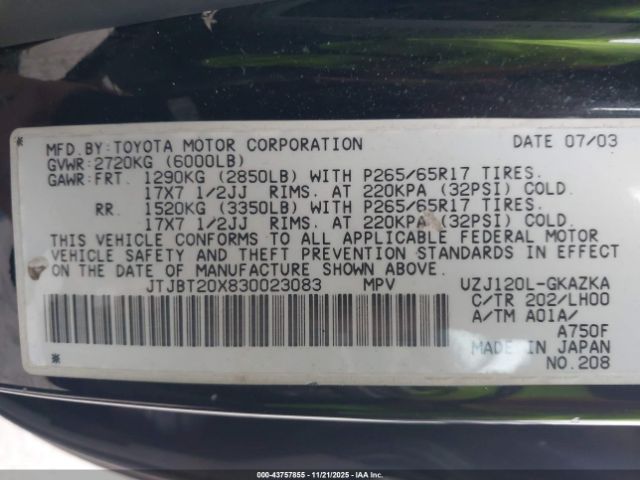 MFD.BY:TOYOTA MOTOR CORPORATION DATE 07/03
GVWR:2720KG (6000LB)
GAWR:FRT. 1290KG (2850LB) WITH P265/65R17 TIRES.
17X7 1/2JJ RIMS. AT 220KPA (32PSI) COLD.
RR. 1520KG (3350LB) WITH P265/65R17 TIRES.
17X7 1/2JJ RIMS. AT 220KPA (32PSI) COLD.
THIS VEHICLE CONFORMS TO ALL APPLICABLE FEDERAL MOTOR
VEHICLE SAFETY AND THEFT PREVENTION STANDARDS IN EFFECT
ON THE DATE OF MANUFACTURE SHOWN ABOVE.
JTJBT20X830023083 MPV UZJ120L-GKAZKA
C/TR 202/LH00
A/TM A01A/
A750F
MADE IN JAPAN
NO.208
000-43757855 - 11/21/2025 - IAAI.com